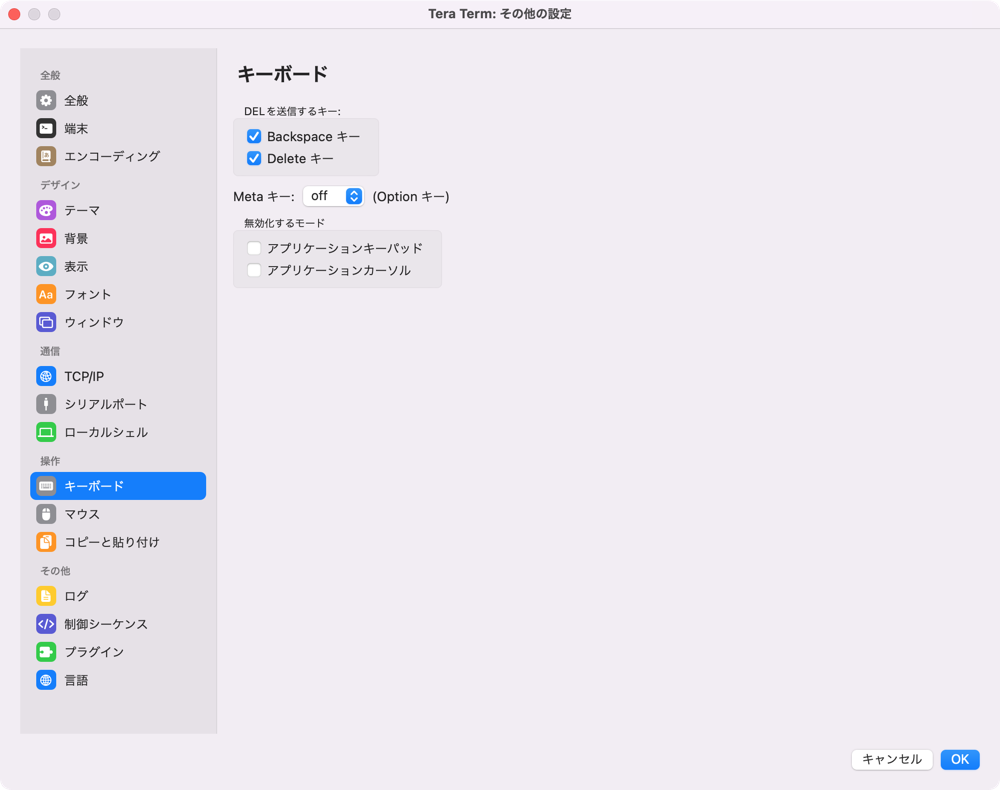 Tera Term: その他の設定
全般
全般
端末
エンコーディング
デザイン
テーマ
背景
表示
Aa フォント
ウィンドウ
通信
TCP/IP
シリアルポート
ローカルシェル
操作
キーボード
マウス
コピーと貼り付け
その他
ログ
</> 制御シーケンス
プラグイン
言語
キーボード
DELを送信するキー:
Backspace キー
Delete キー
Meta キー: off (Option キー)
無効化するモード
アプリケーションキーパッド
アプリケーションカーソル
キャンセル OK